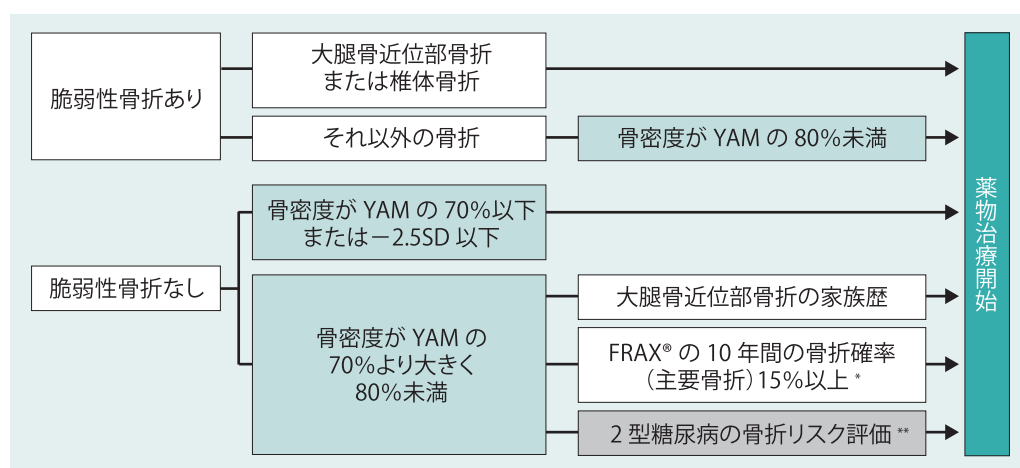 脆弱性骨折あり
大腿骨近位部骨折
または椎体骨折
それ以外の骨折
骨密度が YAM の 80%未満
脆弱性骨折なし
骨密度が YAM の 70%以下
または－2.5SD 以下
骨密度が YAM の
70%より大きく
80%未満
大腿骨近位部骨折の家族歴
FRAX® の 10 年間の骨折確率
（主要骨折）15%以上 *
2 型糖尿病の骨折リスク評価 **
薬物治療開始